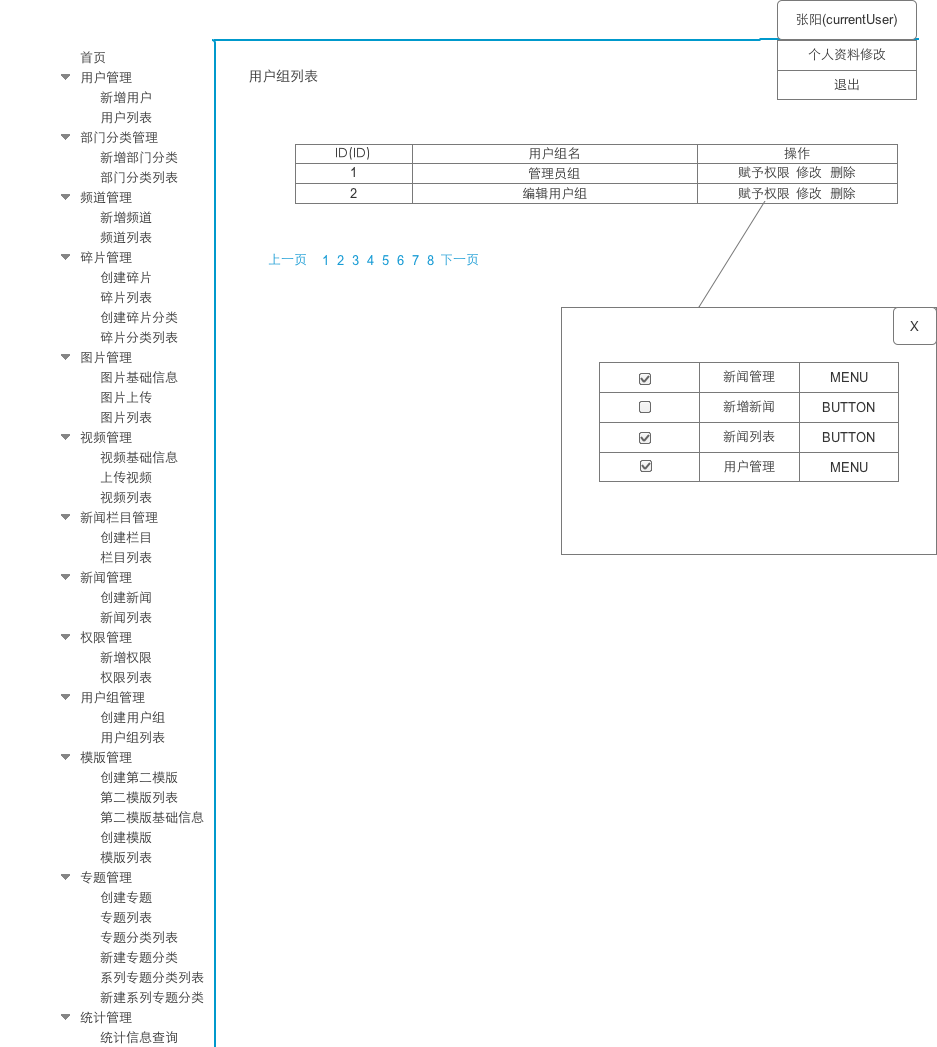 张阳(currentUser)
个人资料修改
退出
首页
用户管理
新增用户
用户列表
部门分类管理
新增部门分类
部门分类列表
频道管理
新增频道
频道列表
碎片管理
创建碎片
碎片列表
创建碎片分类
碎片分类列表
图片管理
图片基础信息
图片上传
图片列表
视频管理
视频基础信息
上传视频
视频列表
新闻栏目管理
创建栏目
栏目列表
新闻管理
创建新闻
新闻列表
权限管理
新增权限
权限列表
用户组管理
创建用户组
用户组列表
模版管理
创建第二模版
第二模版列表
第二模版基础信息
创建模版
模版列表
专题管理
创建专题
专题列表
专题分类列表
新建专题分类
系列专题分类列表
新建系列专题分类
统计管理
统计信息查询
用户组列表
ID(ID) 用户组名 操作
1 管理员组 赋予权限 修改 删除
2 编辑用户组 赋予权限 修改 删除
上一页 1 2 3 4 5 6 7 8 下一页
X
新闻管理 MENU
新增新闻 BUTTON
新闻列表 BUTTON
用户管理 MENU